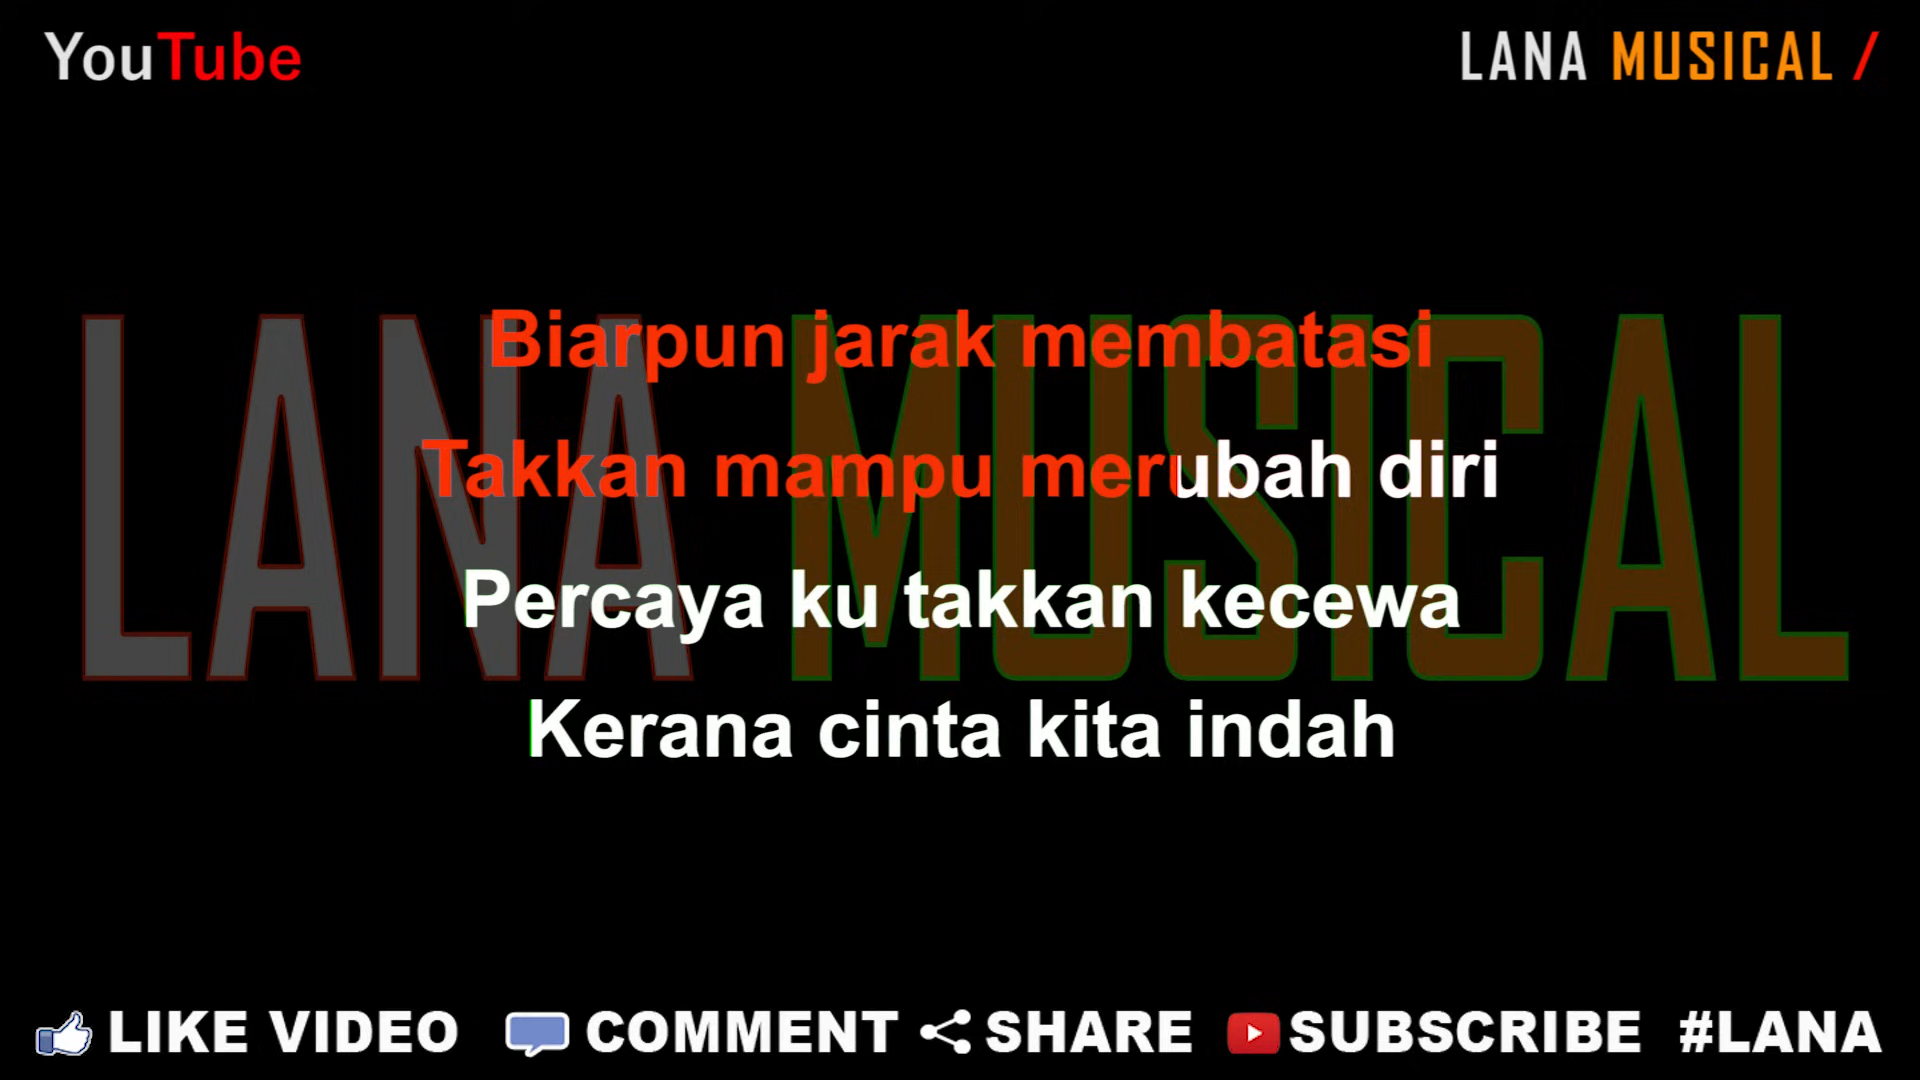 YouTube
LANA MUSICAL /
LANA MUSICAL
Biarpun jarak membatasi
Takkan mampu merubah diri
Percaya ku takkan kecewa
Kerana cinta kita indah
LIKE VIDEO COMMENT SHARE SUBSCRIBE #LANA